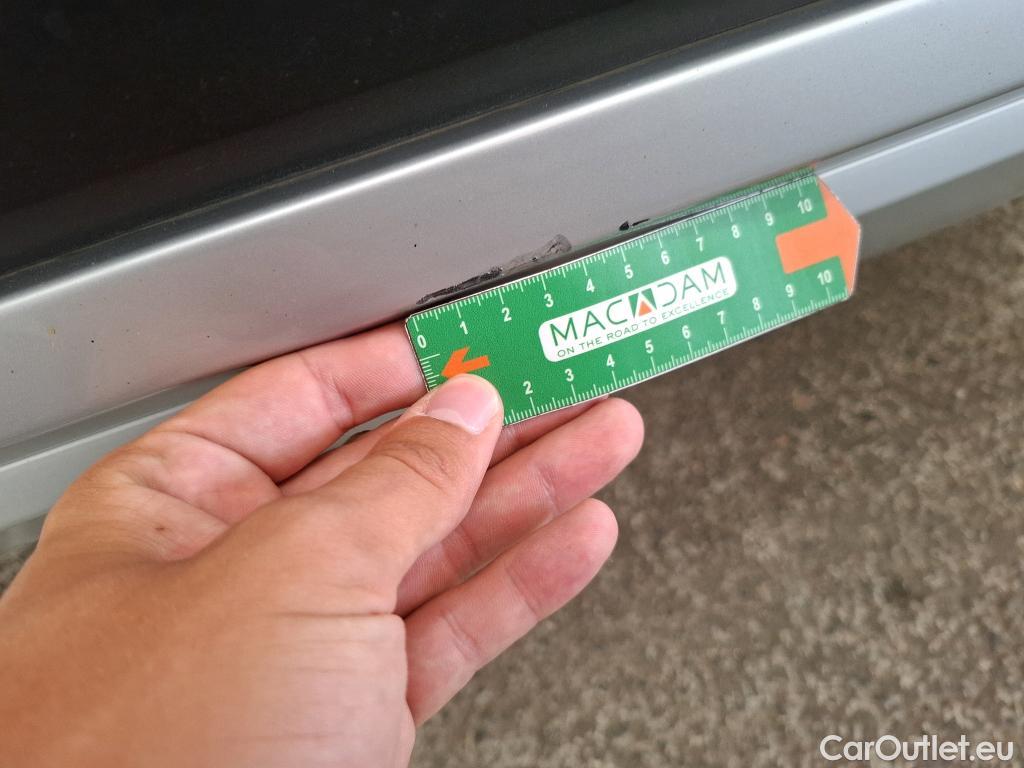 0 1 2 3 4 5 6 7 8 9 10
MACADAM
ON THE ROAD TO EXCELLENCE
2 3 4 5 6 7 8 9 10
CarOutlet.eu